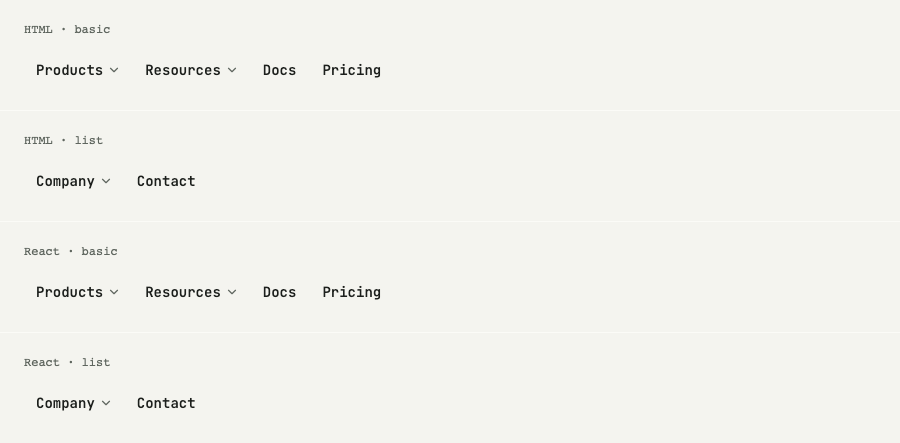 HTML · basic
Products Resources Docs Pricing
HTML · list
Company Contact
React · basic
Products Resources Docs Pricing
React · list
Company Contact